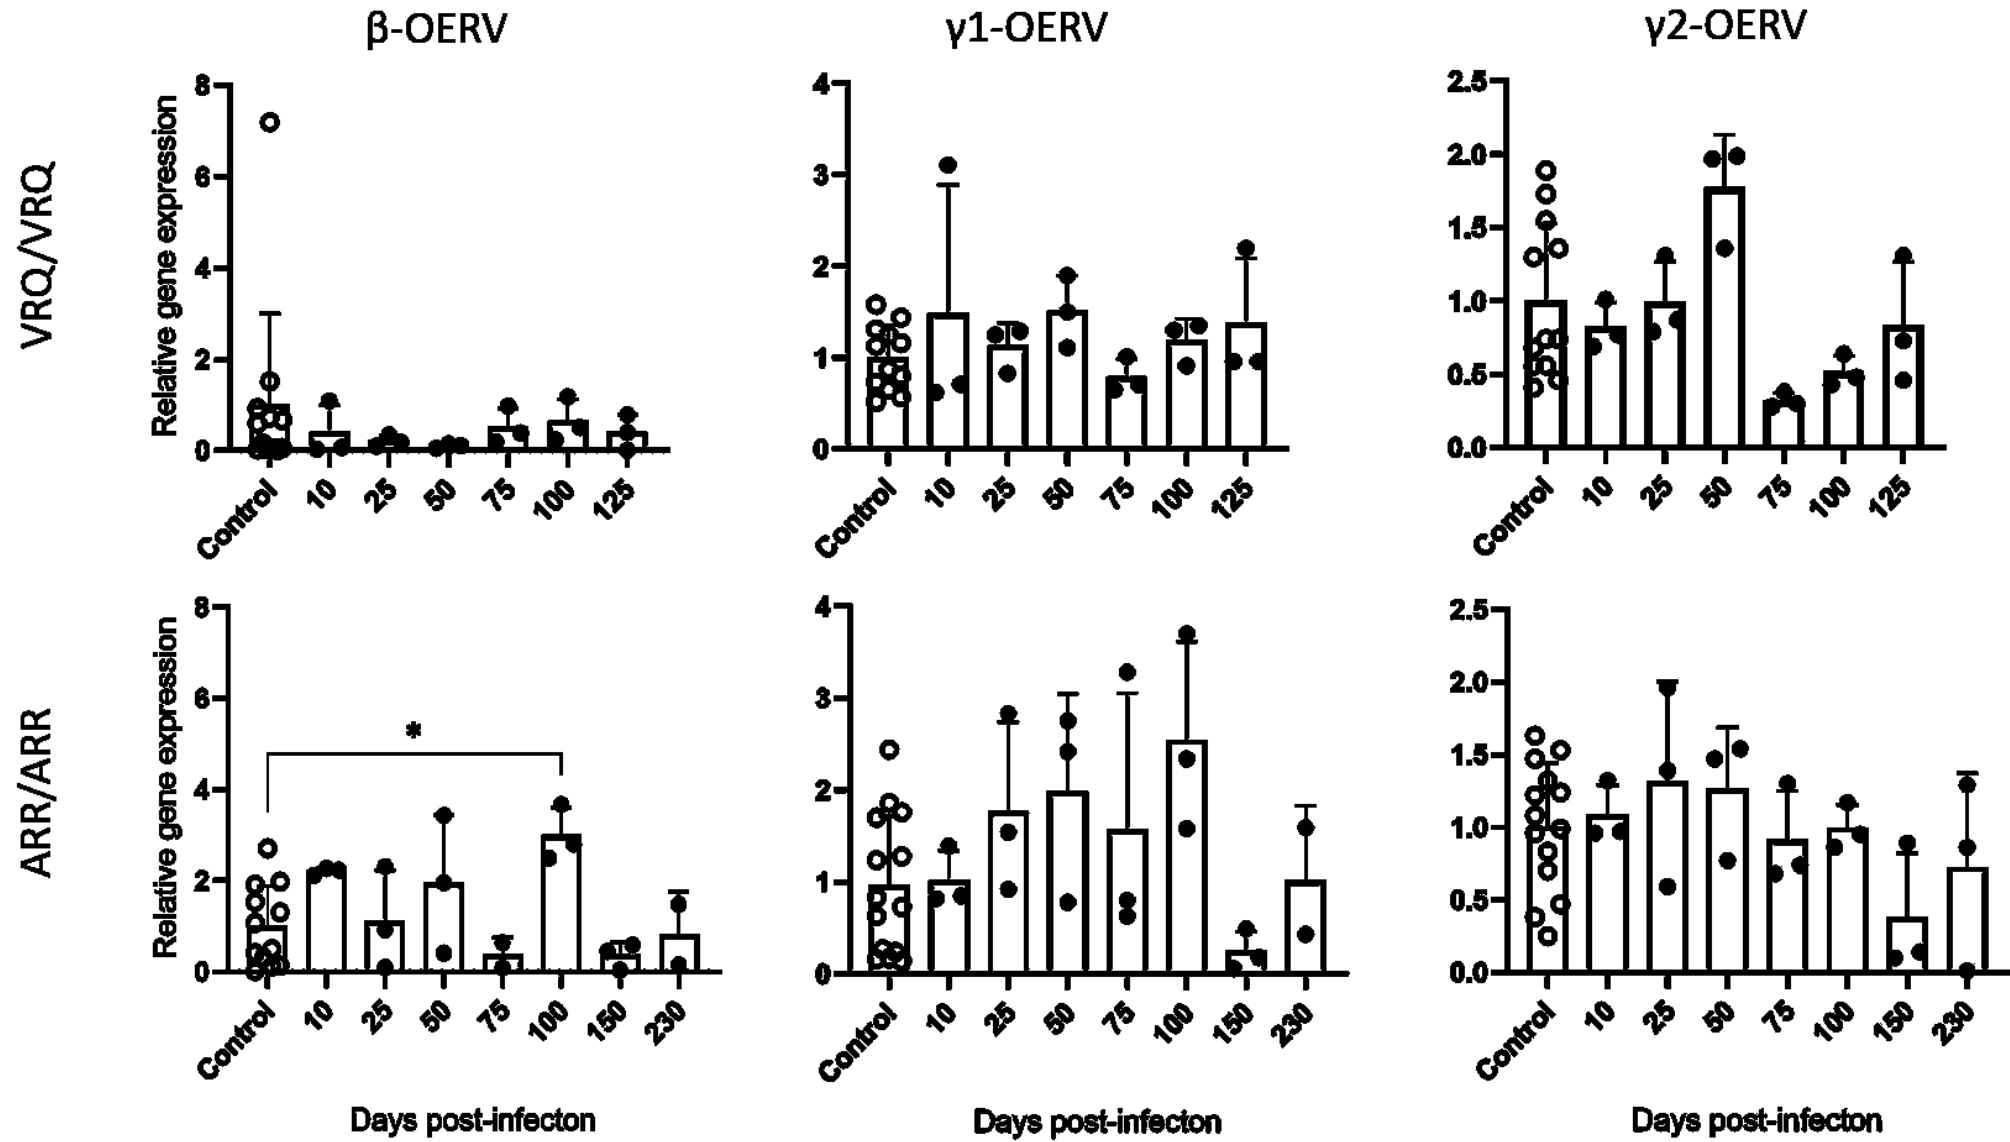 β-OERV
γ1-OERV
γ2-OERV
VRQ/VRQ
Relative gene expression
8
6
4
2
0
Control 10 25 50 75 100 125
4
3
2
1
0
Control 10 25 50 75 100 125
2.5
2.0
1.5
1.0
0.5
0.0
Control 10 25 50 75 100 125
ARR/ARR
Relative gene expression
8
6
4
2
0
*
Control 10 25 50 75 100 150 230
Days post-infecton
4
3
2
1
0
Control 10 25 50 75 100 150 230
Days post-infecton
2.5
2.0
1.5
1.0
0.5
0.0
Control 10 25 50 75 100 150 230
Days post-infecton